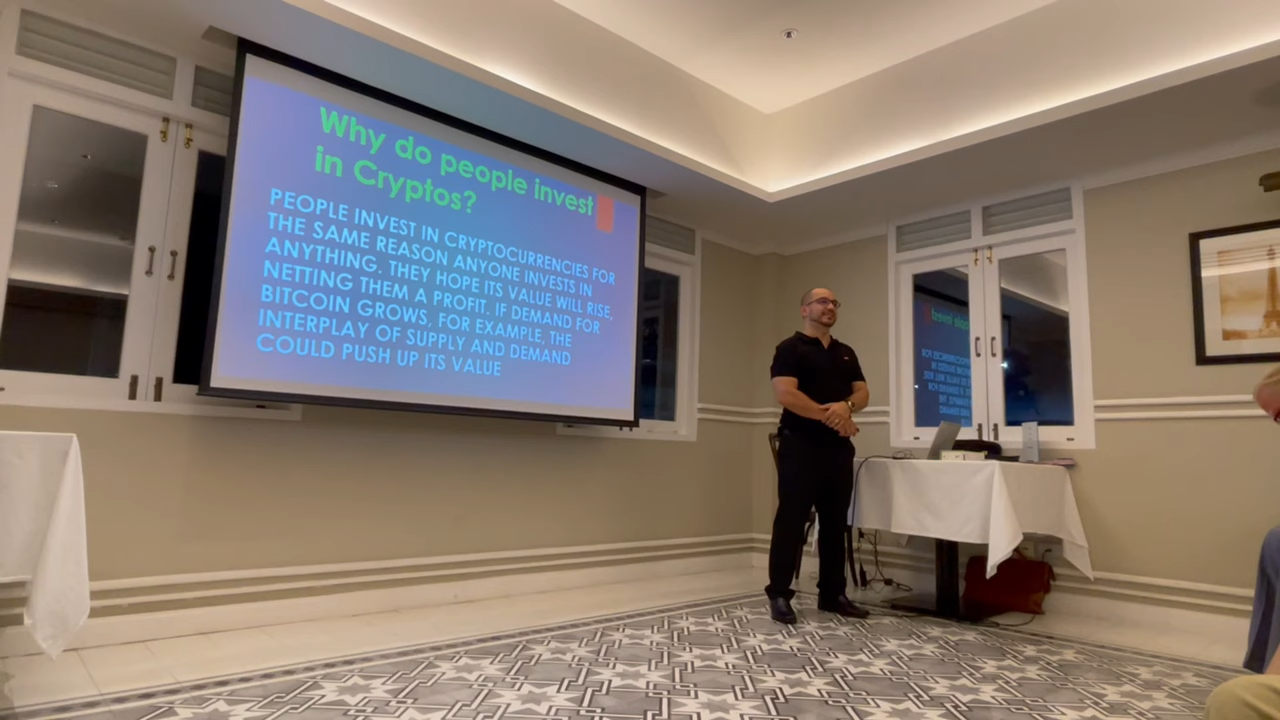 Why do people invest
in Cryptos?
PEOPLE INVEST IN CRYPTOCURRENCIES FOR
THE SAME REASON ANYONE INVESTS IN
ANYTHING. THEY HOPE ITS VALUE WILL RISE,
NETTING THEM A PROFIT. IF DEMAND FOR
BITCOIN GROWS, FOR EXAMPLE, THE
INTERPLAY OF SUPPLY AND DEMAND
COULD PUSH UP ITS VALUE